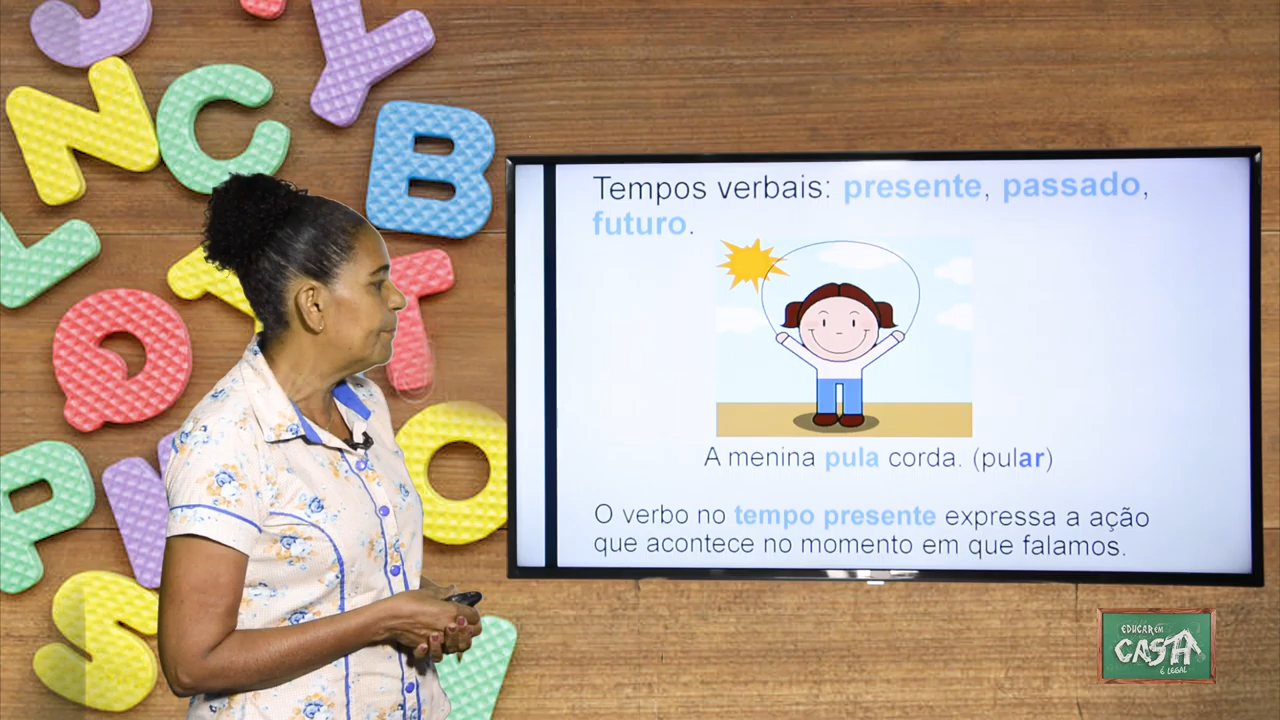 Tempos verbais: presente, passado,
futuro.
A menina pula corda. (pular)
O verbo no tempo presente expressa a ação
que acontece no momento em que falamos.
EDUCAR EM
CASA
É LEGAL
J
Y
N
C
B
L
T
Q
T
O
P
S